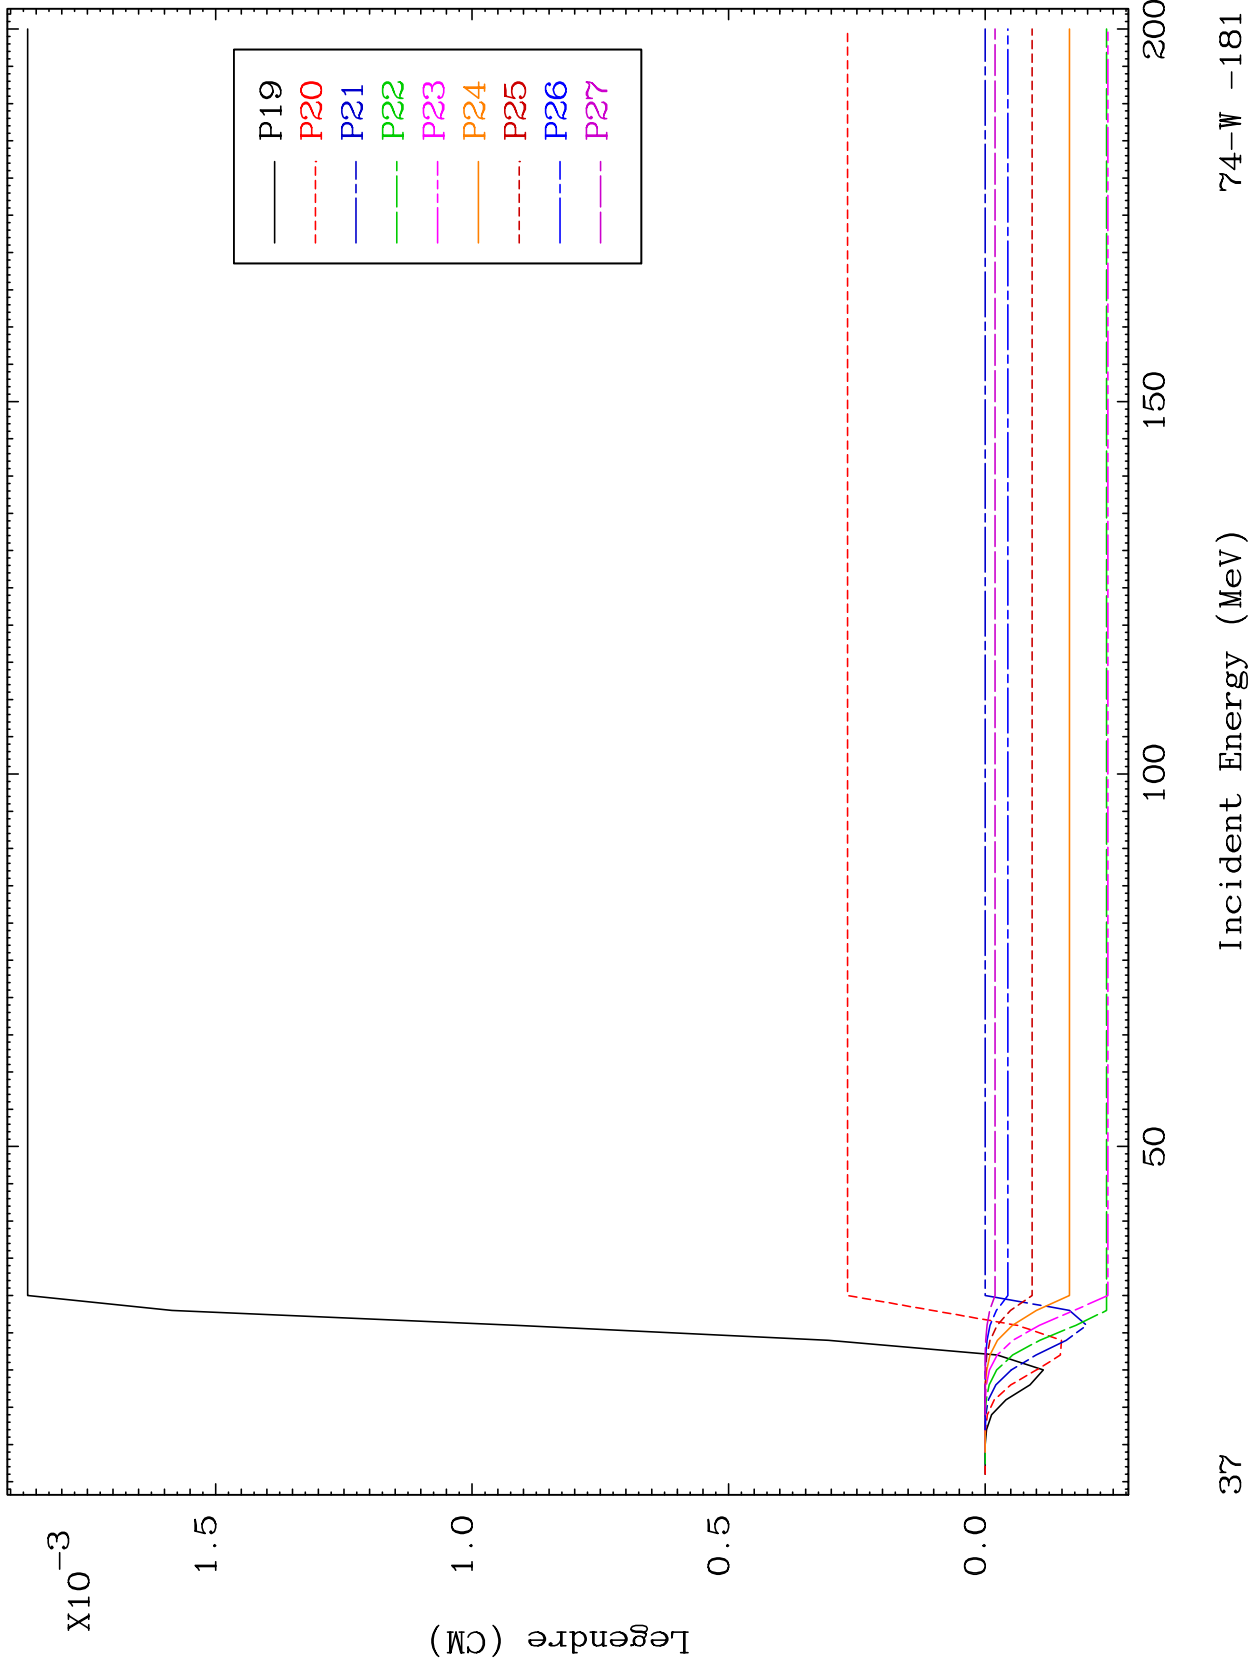 X10-3
1.5
1.0
0.5
0.0
Legendre (CM)
P19
P20
P21
P22
P23
P24
P25
P26
P27
50
100
150
200
37
Incident Energy (MeV)
74-W -181